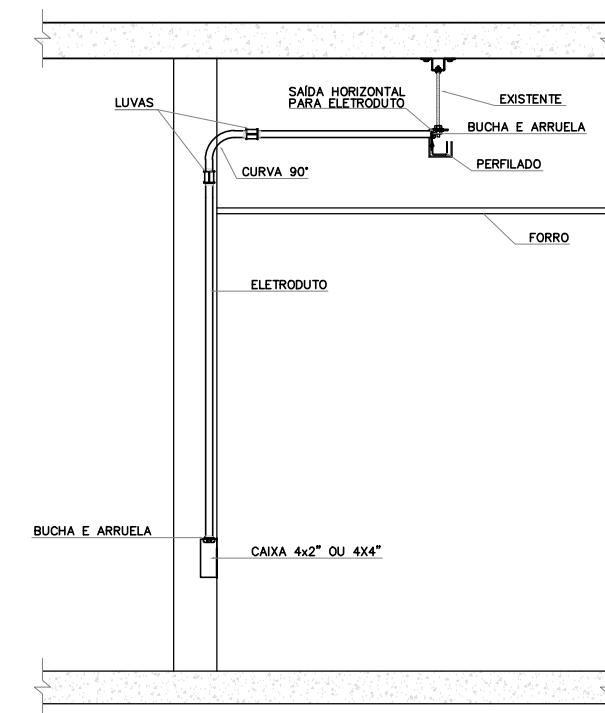 SAÍDA HORIZONTAL
PARA ELETRODUTO
EXISTENTE
LUVAS
BUCHA E ARRUELA
PERFILADO
CURVA 90°
FORRO
ELETRODUTO
BUCHA E ARRUELA
CAIXA 4x2" OU 4X4"